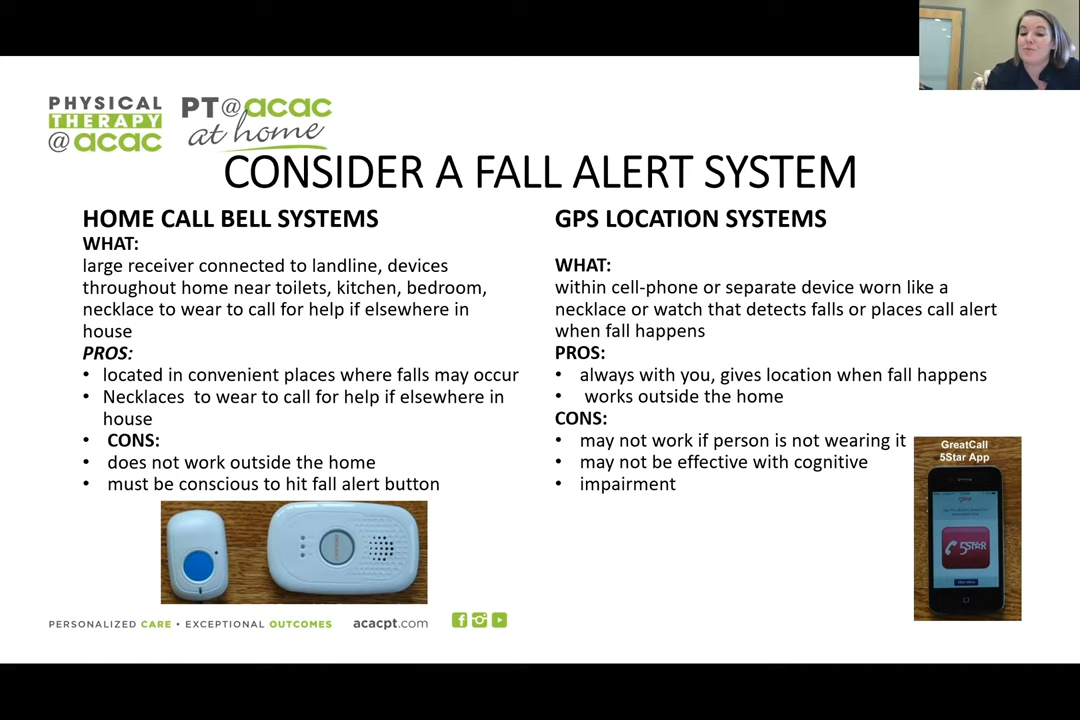 PHYSICAL
THERAPY
@acac
PT@acac
at home
CONSIDER A FALL ALERT SYSTEM
HOME CALL BELL SYSTEMS
WHAT:
large receiver connected to landline, devices
throughout home near toilets, kitchen, bedroom,
necklace to wear to call for help if elsewhere in
house
PROS:
• located in convenient places where falls may occur
• Necklaces to wear to call for help if elsewhere in
house
• CONS:
• does not work outside the home
• must be conscious to hit fall alert button
GPS LOCATION SYSTEMS
WHAT:
within cell-phone or separate device worn like a
necklace or watch that detects falls or places call alert
when fall happens
PROS:
• always with you, gives location when fall happens
• works outside the home
CONS:
• may not work if person is not wearing it
• may not be effective with cognitive
• impairment
GreatCall
5Star App
5STAR
PERSONALIZED CARE • EXCEPTIONAL OUTCOMES acacpt.com